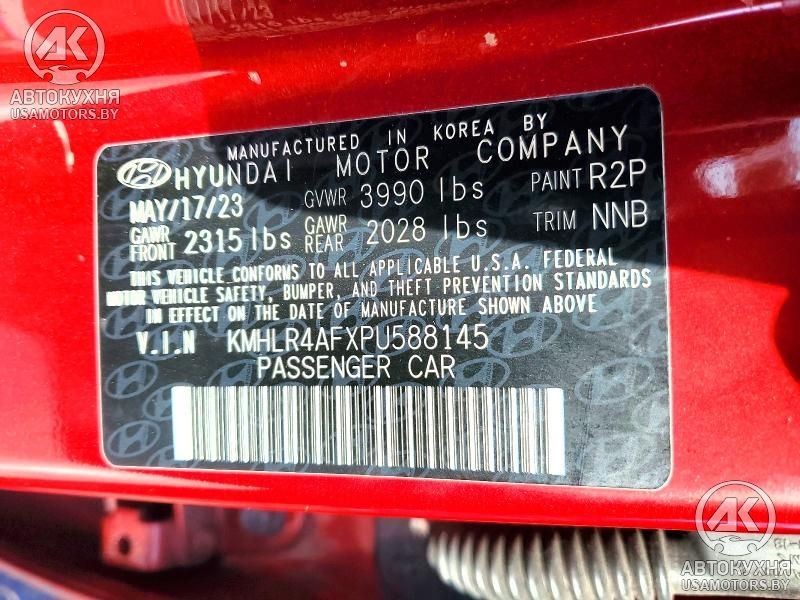 АК
АВТОКУХНЯ
USAMOTORS.BY
MANUFACTURED IN KOREA BY
HYUNDAI MOTOR COMPANY
MAY/17/23 GVWR 3990 lbs PAINT R2P
GAWR FRONT 2315 lbs GAWR REAR 2028 lbs TRIM NNB
THIS VEHICLE CONFORMS TO ALL APPLICABLE U.S.A. FEDERAL
MOTOR VEHICLE SAFETY, BUMPER, AND THEFT PREVENTION STANDARDS
IN EFFECT ON THE DATE OF MANUFACTURE SHOWN ABOVE
V.I.N KMHLR4AFXPU588145
PASSENGER CAR
АК
АВТОКУХНЯ
USAMOTORS.BY